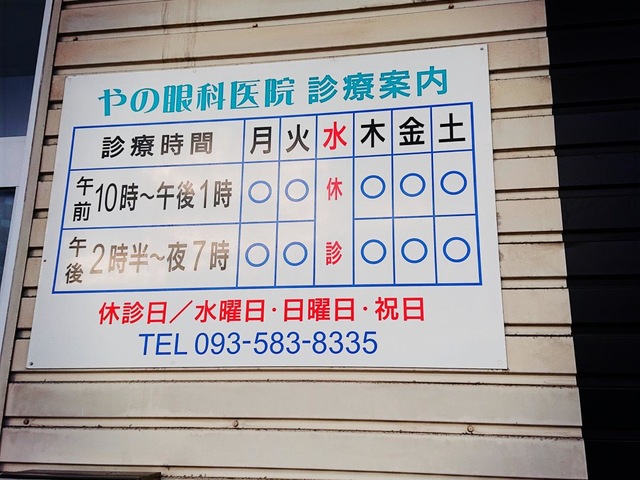 やの眼科医院 診療案内
診療時間 月 火 水 木 金 土
午前 10時～午後1時 ○ ○ 休 ○ ○ ○
午後 2時半～夜7時 ○ ○ 診 ○ ○ ○
休診日／水曜日・日曜日・祝日
TEL 093-583-8335